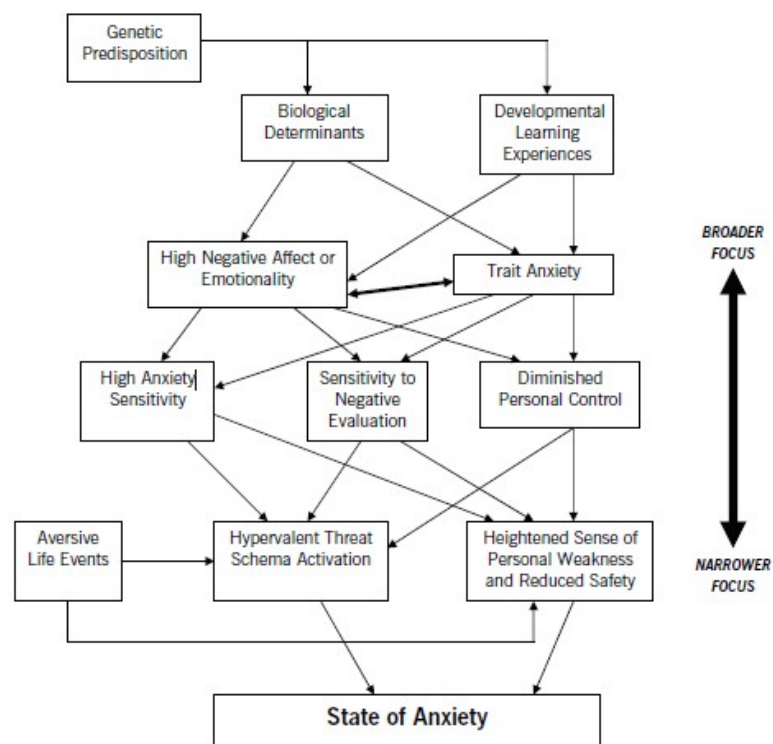 Genetic
Predisposition
Biological
Determinants
Developmental
Learning
Experiences
High Negative Affect or
Emotionality
Trait Anxiety
BROADER
FOCUS
High Anxiety
Sensitivity
Sensitivity to
Negative
Evaluation
Diminished
Personal Control
Aversive
Life Events
Hypervalent Threat
Schema Activation
Heightened Sense of
Personal Weakness
and Reduced Safety
NARROWER
FOCUS
State of Anxiety